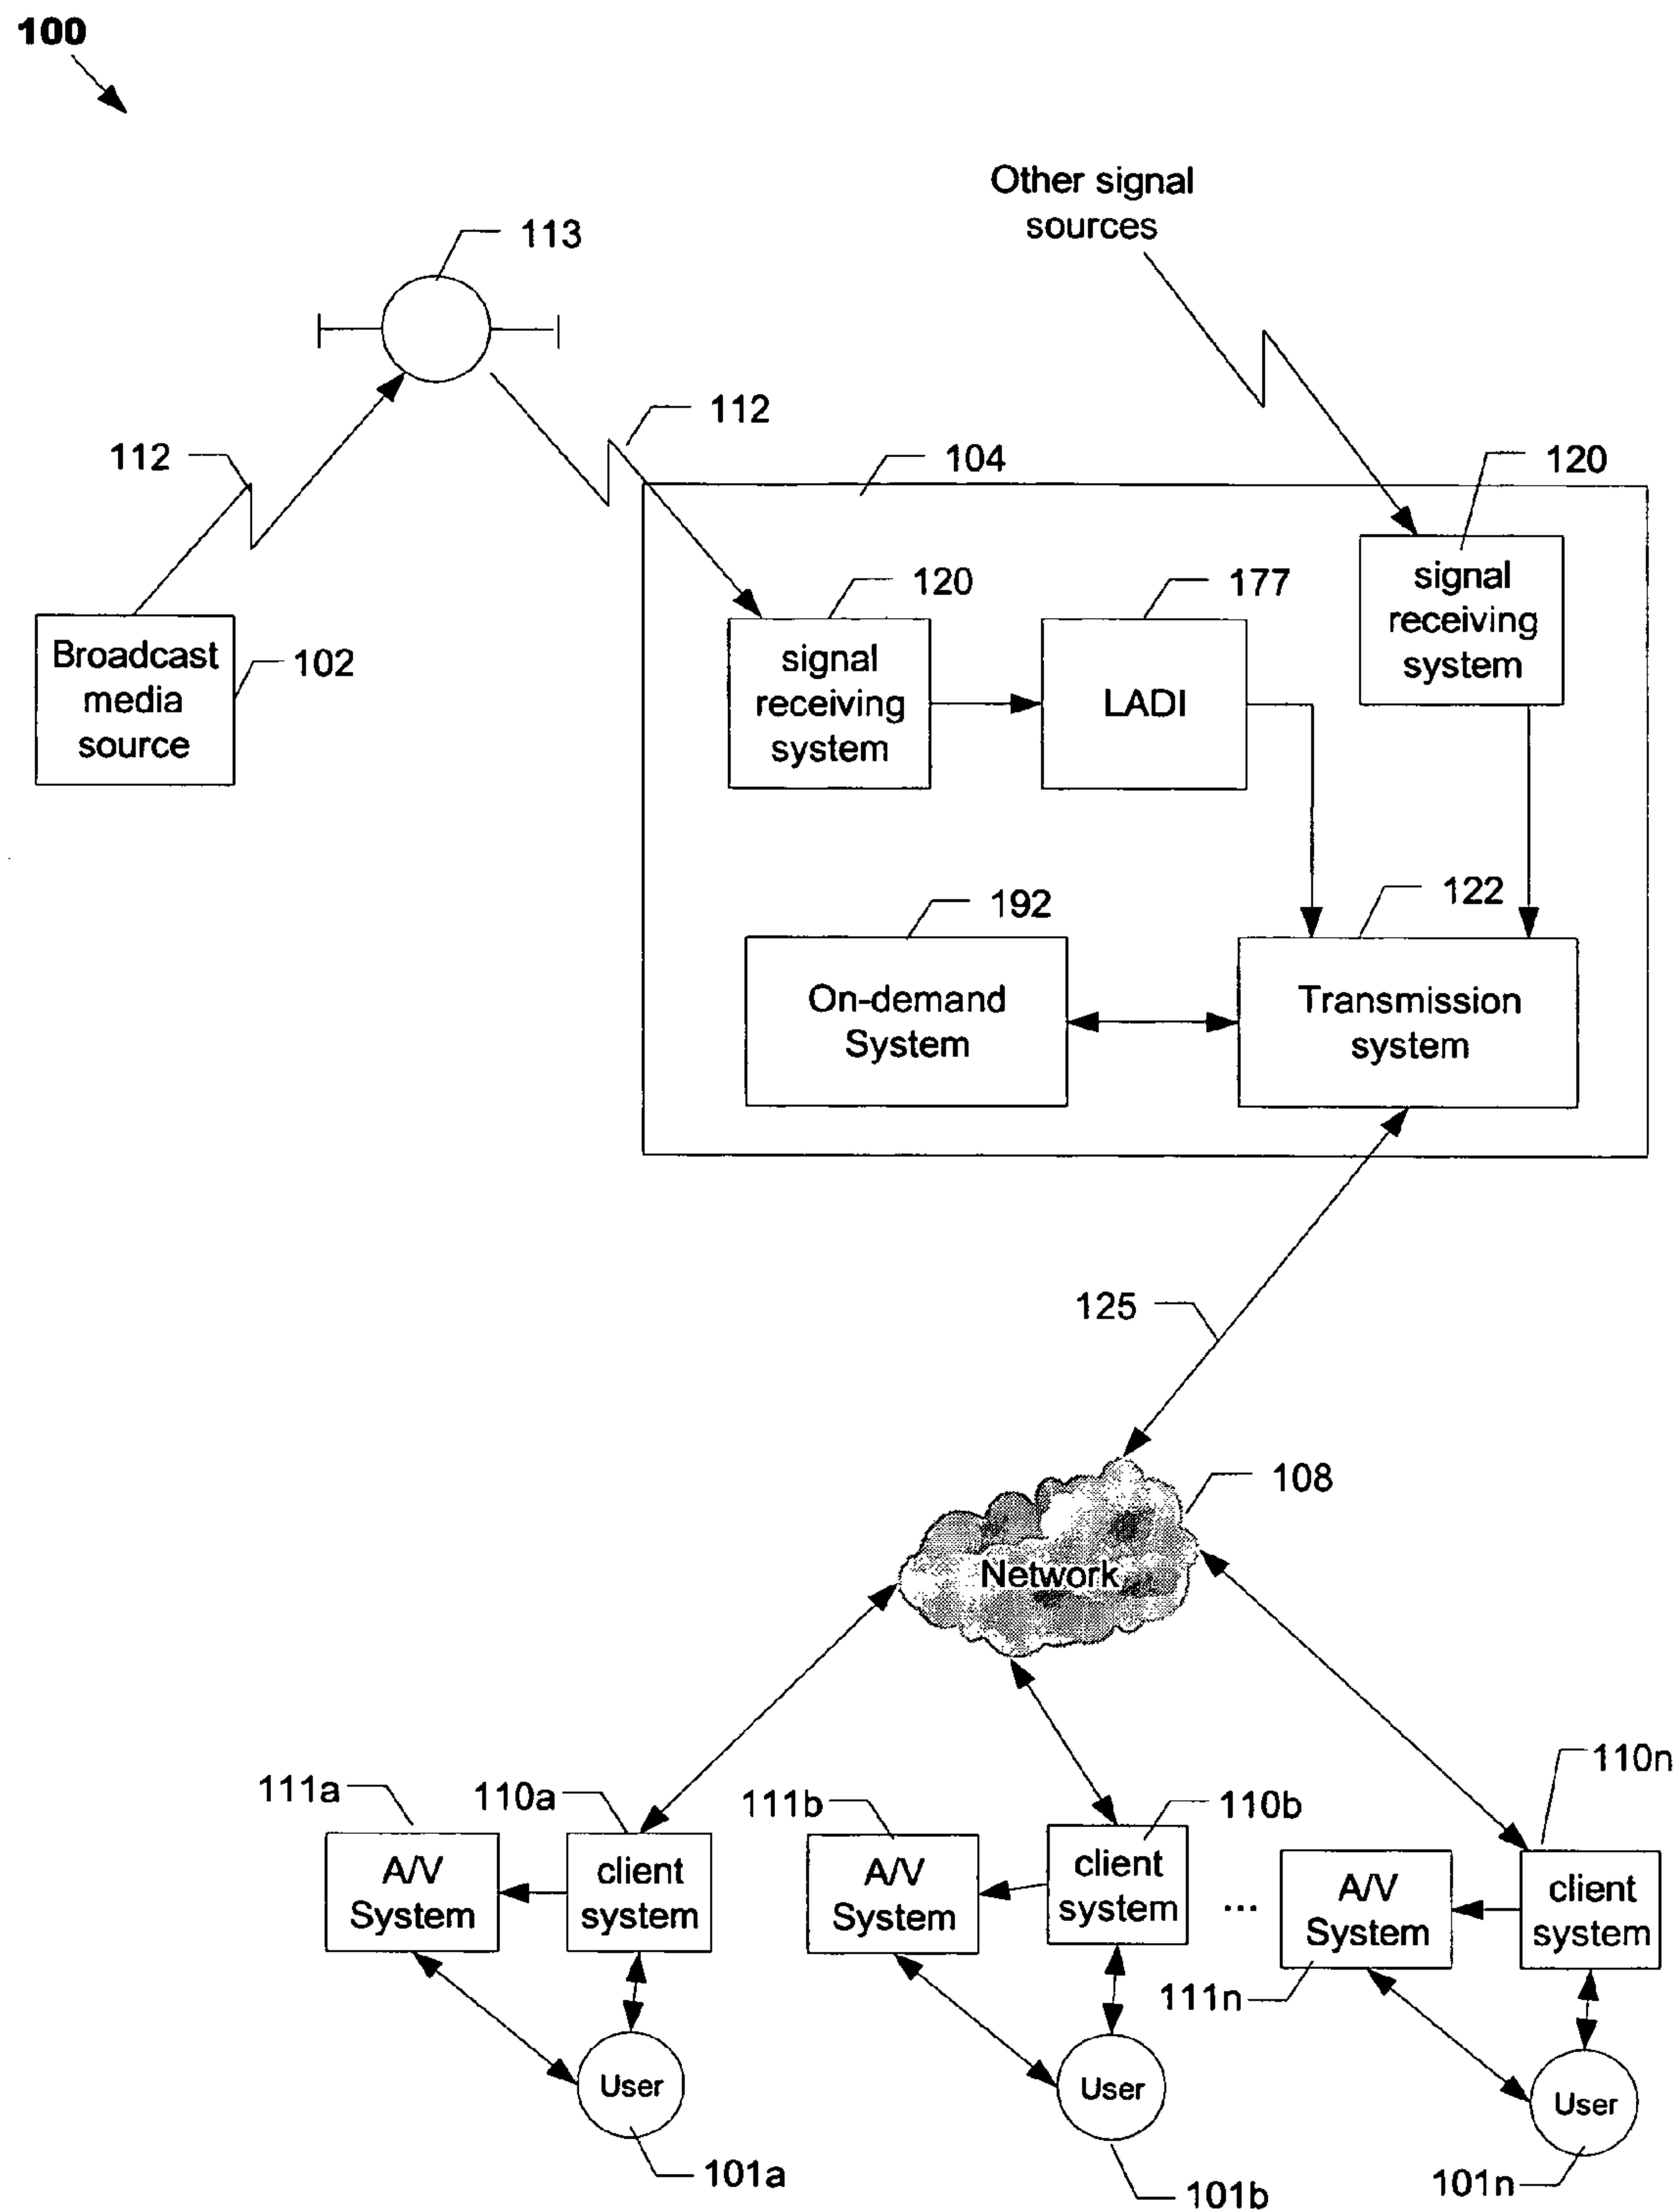 100
Other signal
sources
113
112
112
104
120
Broadcast
media
source
102
120
177
signal
receiving
system
signal
receiving
system
LADI
192
122
On-demand
System
Transmission
system
125
108
Network
111a
110a
111b
110b
110n
A/V
System
client
system
A/V
System
client
system
...
A/V
System
client
system
111n
User
User
User
101a
101b
101n